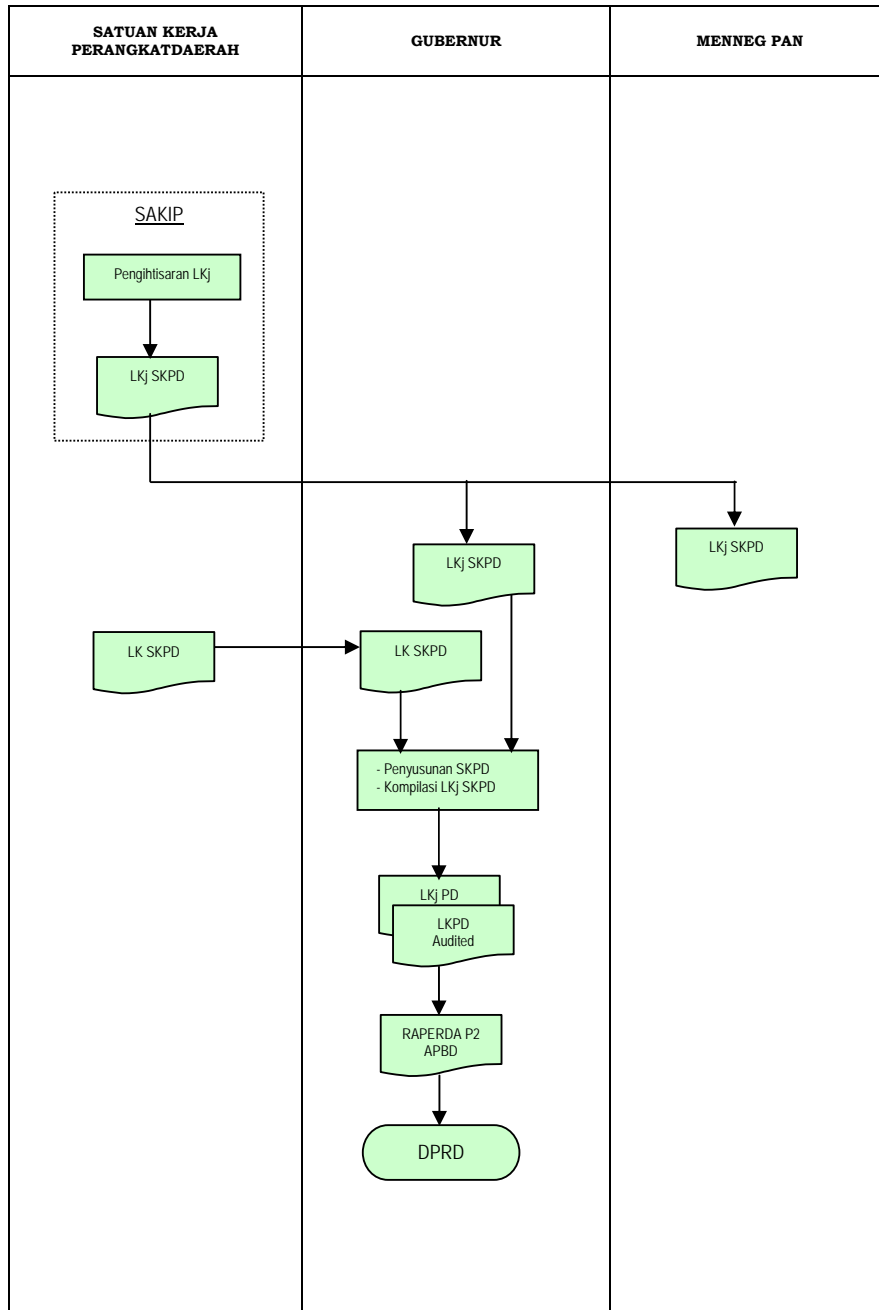 SATUAN KERJA
PERANGKATDAERAH
GUBERNUR
MENNEG PAN
SAKIP
Pengihtisaran LKj
LKj SKPD
LKj SKPD
LKj SKPD
LK SKPD
LK SKPD
- Penyusunan SKPD
- Kompilasi LKj SKPD
LKj PD
LKPD
Audited
RAPERDA P2
APBD
DPRD